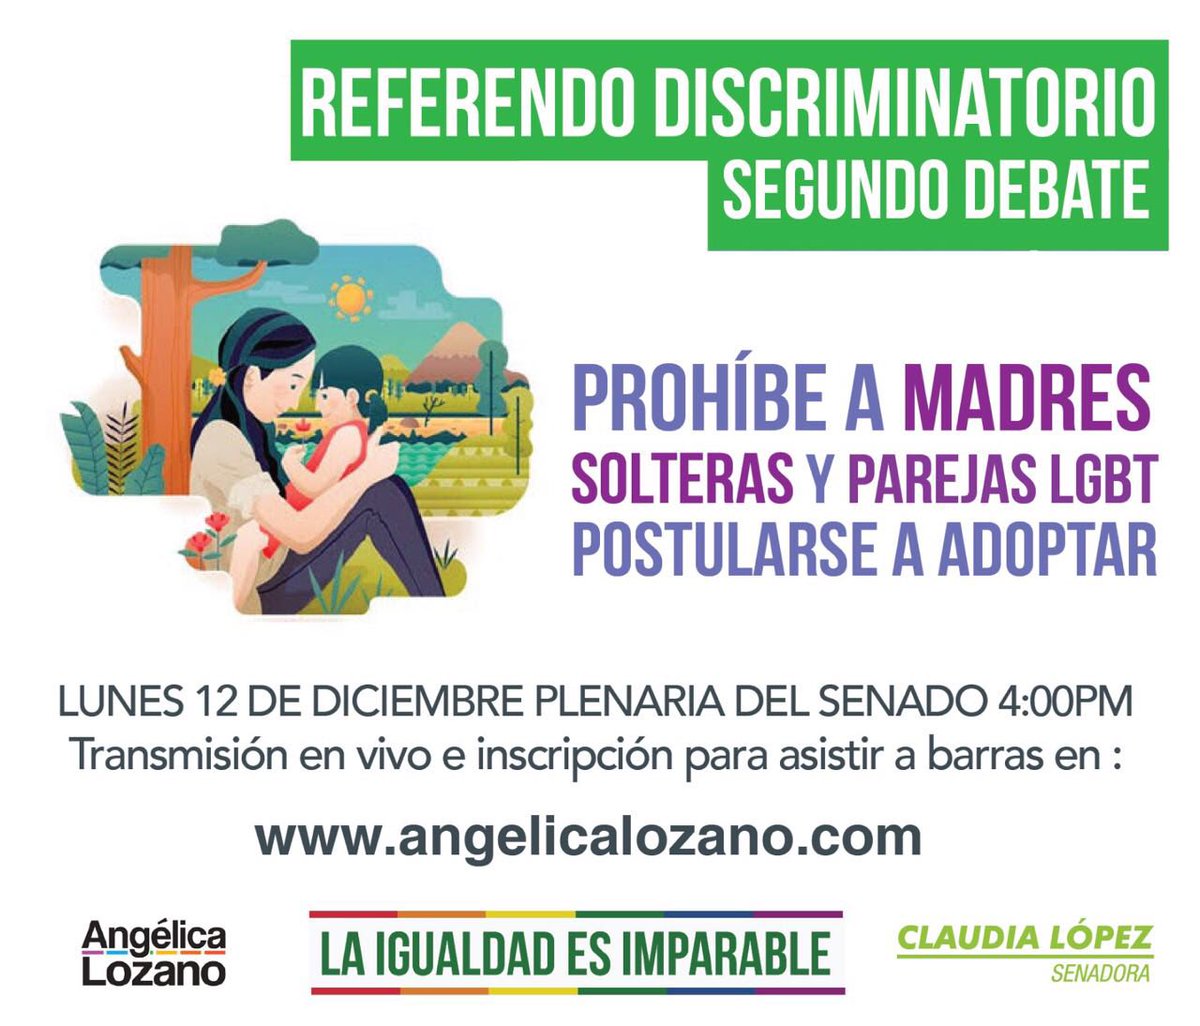 REFERENDO DISCRIMINATORIO
SEGUNDO DEBATE
PROHÍBE A MADRES
SOLTERAS Y PAREJAS LGBT
POSTULARSE A ADOPTAR
LUNES 12 DE DICIEMBRE PLENARIA DEL SENADO 4:00PM
Transmisión en vivo e inscripción para asistir a barras en :
www.angelicalozano.com
Angélica
Lozano
LA IGUALDAD ES IMPARABLE
CLAUDIA LÓPEZ
SENADORA